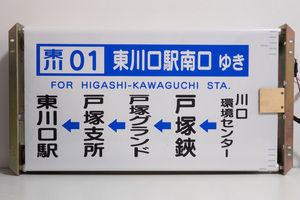 東川 01 東川口駅南口 ゆき
FOR HIGASHI-KAWAGUCHI STA.
川口環境センター
戸塚鋏
戸塚グランド
戸塚支所
東川口駅